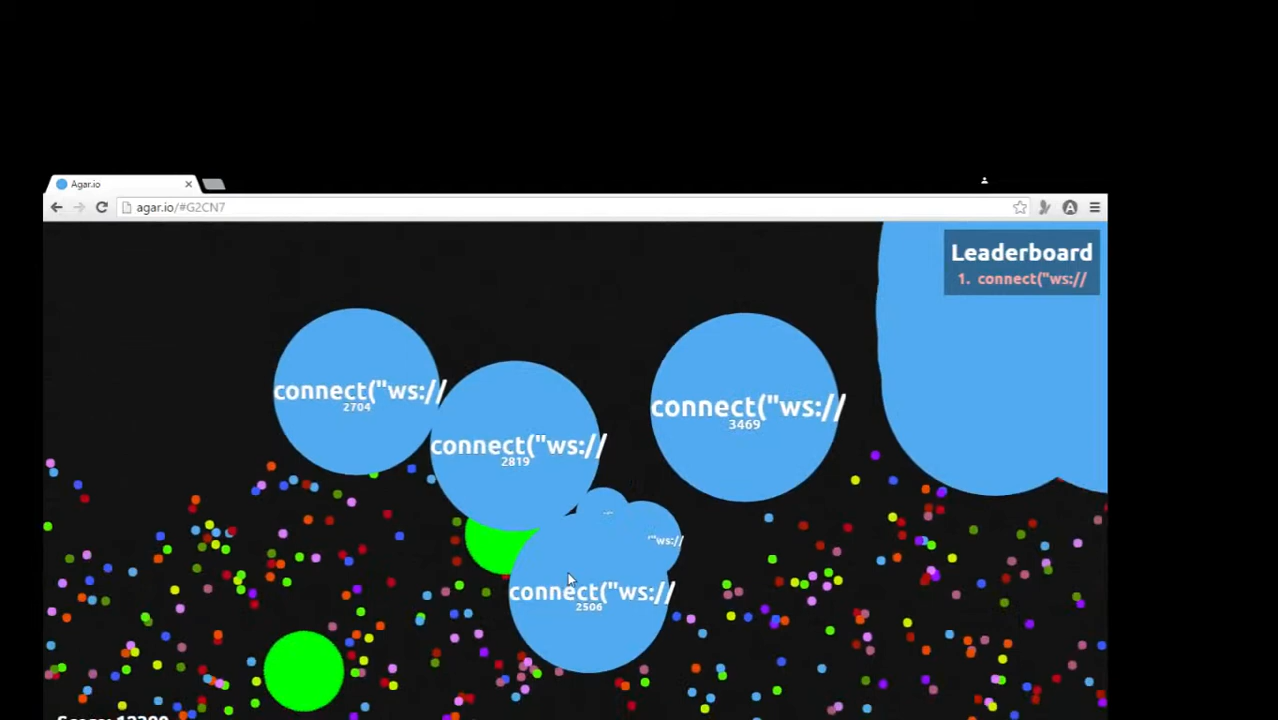 Agar.io
agar.io/#G2CN7
Leaderboard
1. connect("ws://
connect("ws://
2704
connect("ws://
2819
connect("ws://
3469
"ws://
connect("ws://
2506